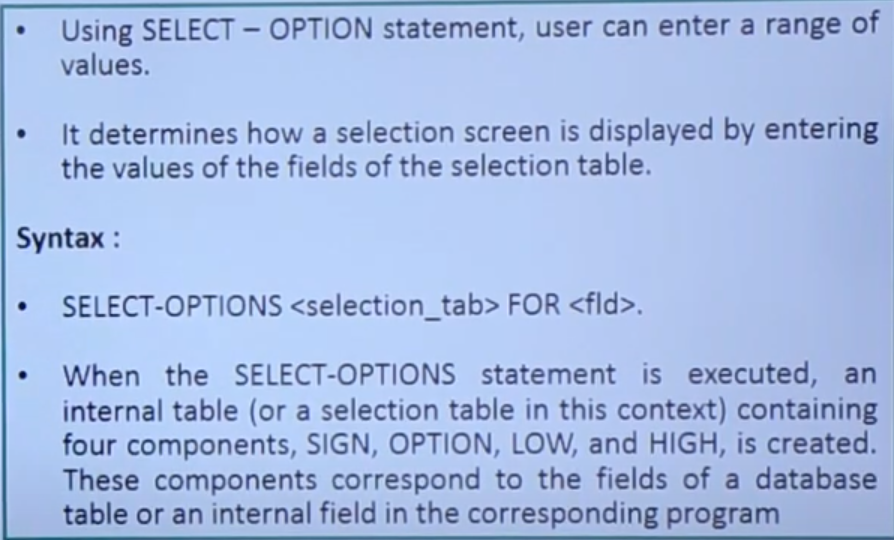 • Using SELECT – OPTION statement, user can enter a range of
values.
• It determines how a selection screen is displayed by entering
the values of the fields of the selection table.
Syntax :
• SELECT-OPTIONS <selection_tab> FOR <fld>.
• When the SELECT-OPTIONS statement is executed, an
internal table (or a selection table in this context) containing
four components, SIGN, OPTION, LOW, and HIGH, is created.
These components correspond to the fields of a database
table or an internal field in the corresponding program